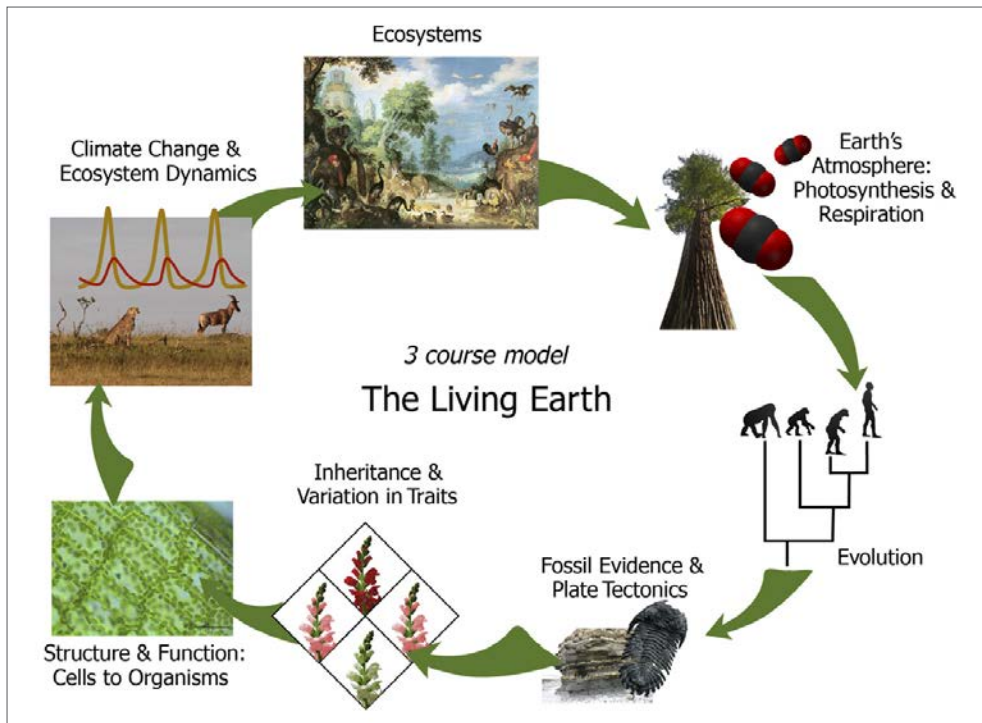 Ecosystems
Climate Change &
Ecosystem Dynamics
Earth's
Atmosphere:
Photosynthesis &
Respiration
3 course model
The Living Earth
Inheritance &
Variation in Traits
Evolution
Fossil Evidence &
Plate Tectonics
Structure & Function:
Cells to Organisms